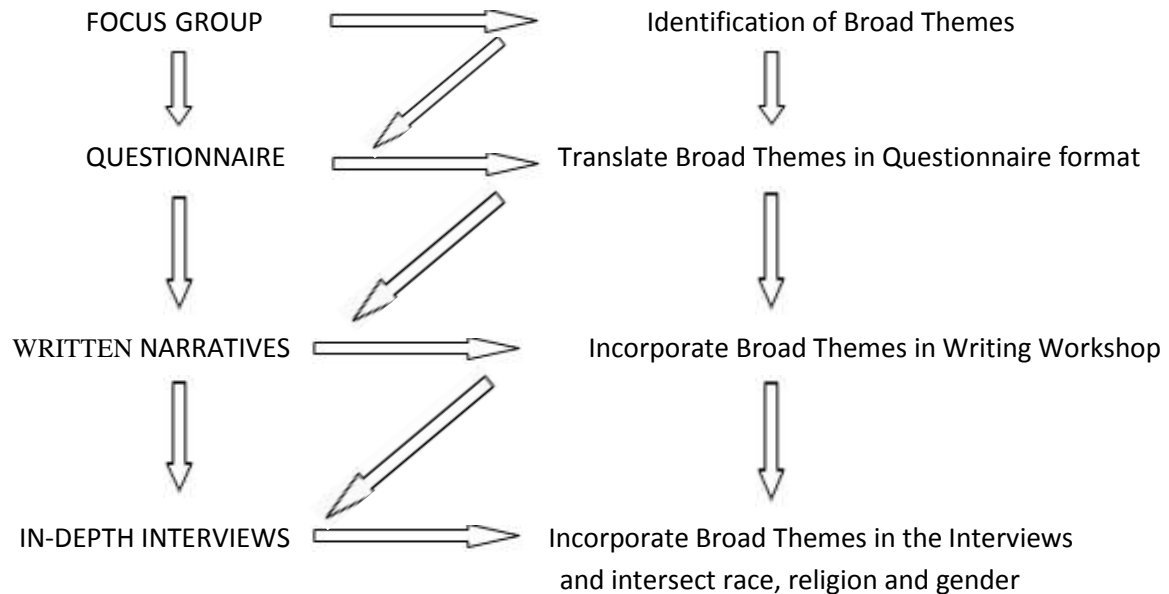 FOCUS GROUP
Identification of Broad Themes
QUESTIONNAIRE
Translate Broad Themes in Questionnaire format
WRITTEN NARRATIVES
Incorporate Broad Themes in Writing Workshop
IN-DEPTH INTERVIEWS
Incorporate Broad Themes in the Interviews
and intersect race, religion and gender